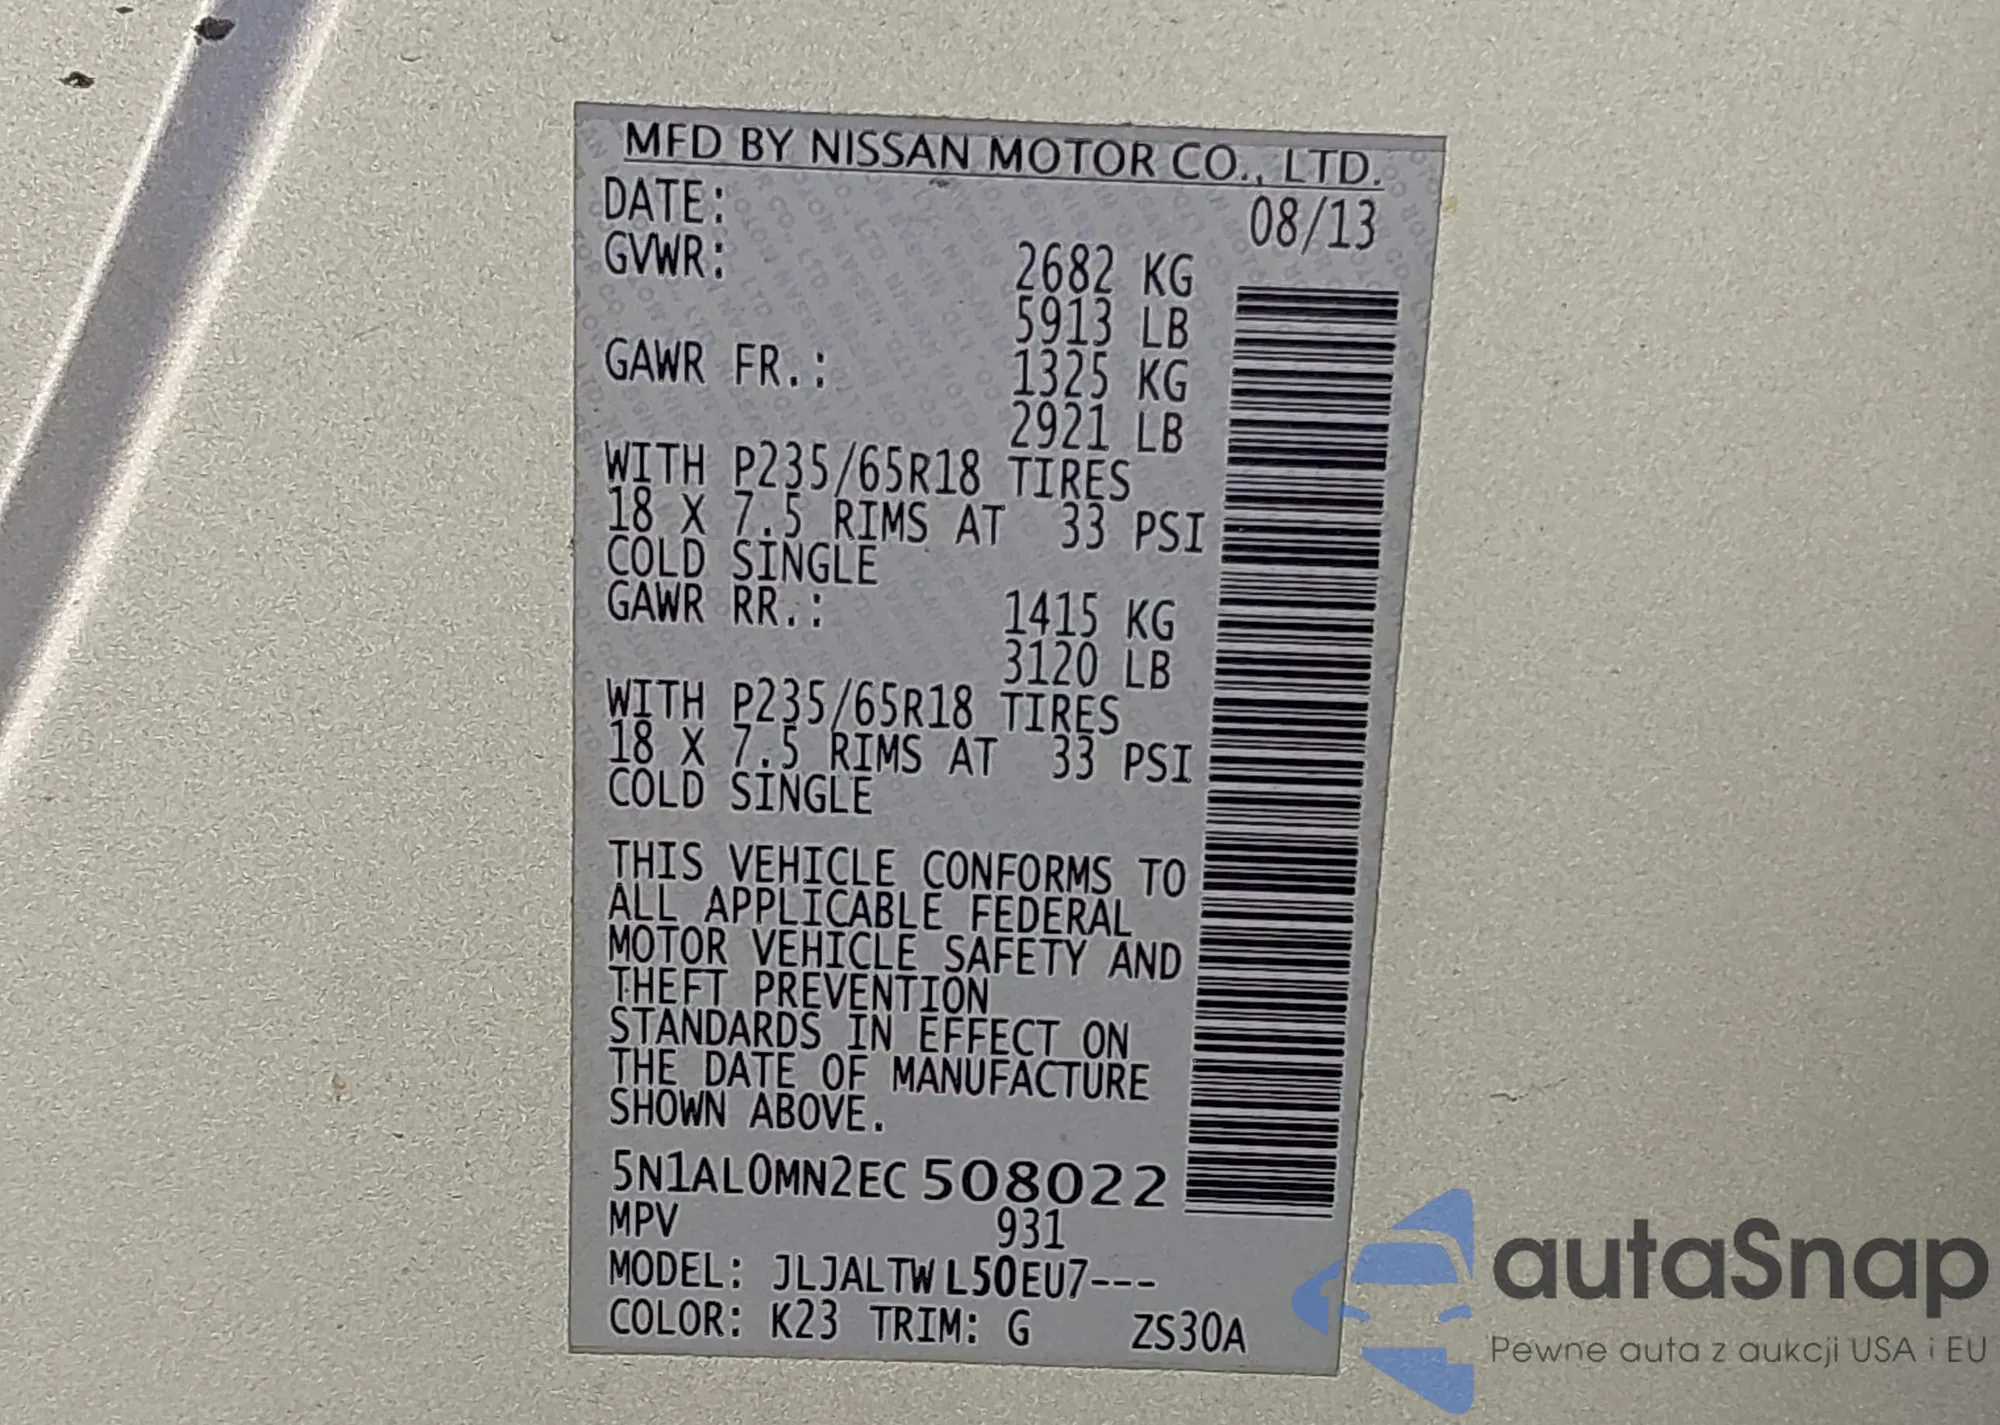 MFD BY NISSAN MOTOR CO., LTD.
DATE: 08/13
GVWR: 2682 KG
5913 LB
GAWR FR.: 1325 KG
2921 LB
WITH P235/65R18 TIRES
18 X 7.5 RIMS AT 33 PSI
COLD SINGLE
GAWR RR.: 1415 KG
3120 LB
WITH P235/65R18 TIRES
18 X 7.5 RIMS AT 33 PSI
COLD SINGLE
THIS VEHICLE CONFORMS TO
ALL APPLICABLE FEDERAL
MOTOR VEHICLE SAFETY AND
THEFT PREVENTION
STANDARDS IN EFFECT ON
THE DATE OF MANUFACTURE
SHOWN ABOVE.
5N1AL0MN2EC508022
MPV 931
MODEL: JLJALTWL50EU7---
COLOR: K23 TRIM: G ZS30A
autaSnap
Pewne auta z aukcji USA i EU